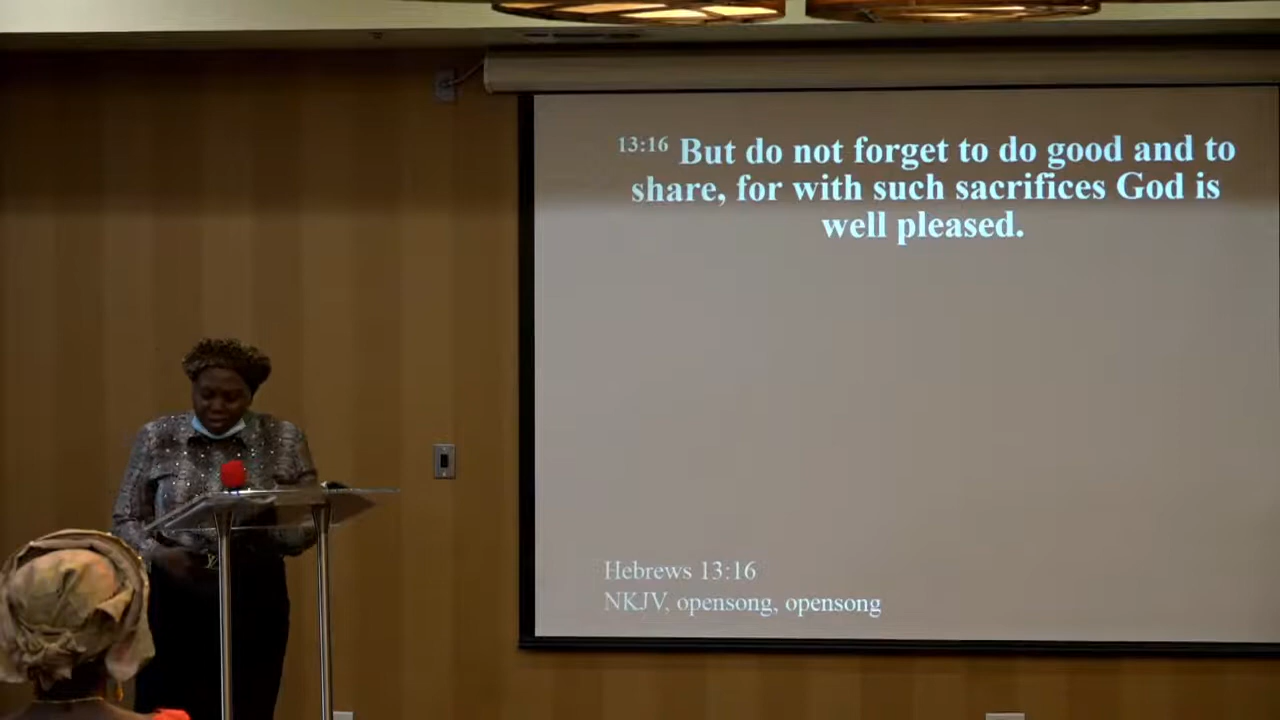 13:16 But do not forget to do good and to
share, for with such sacrifices God is
well pleased.
Hebrews 13:16
NKJV, opensong, opensong